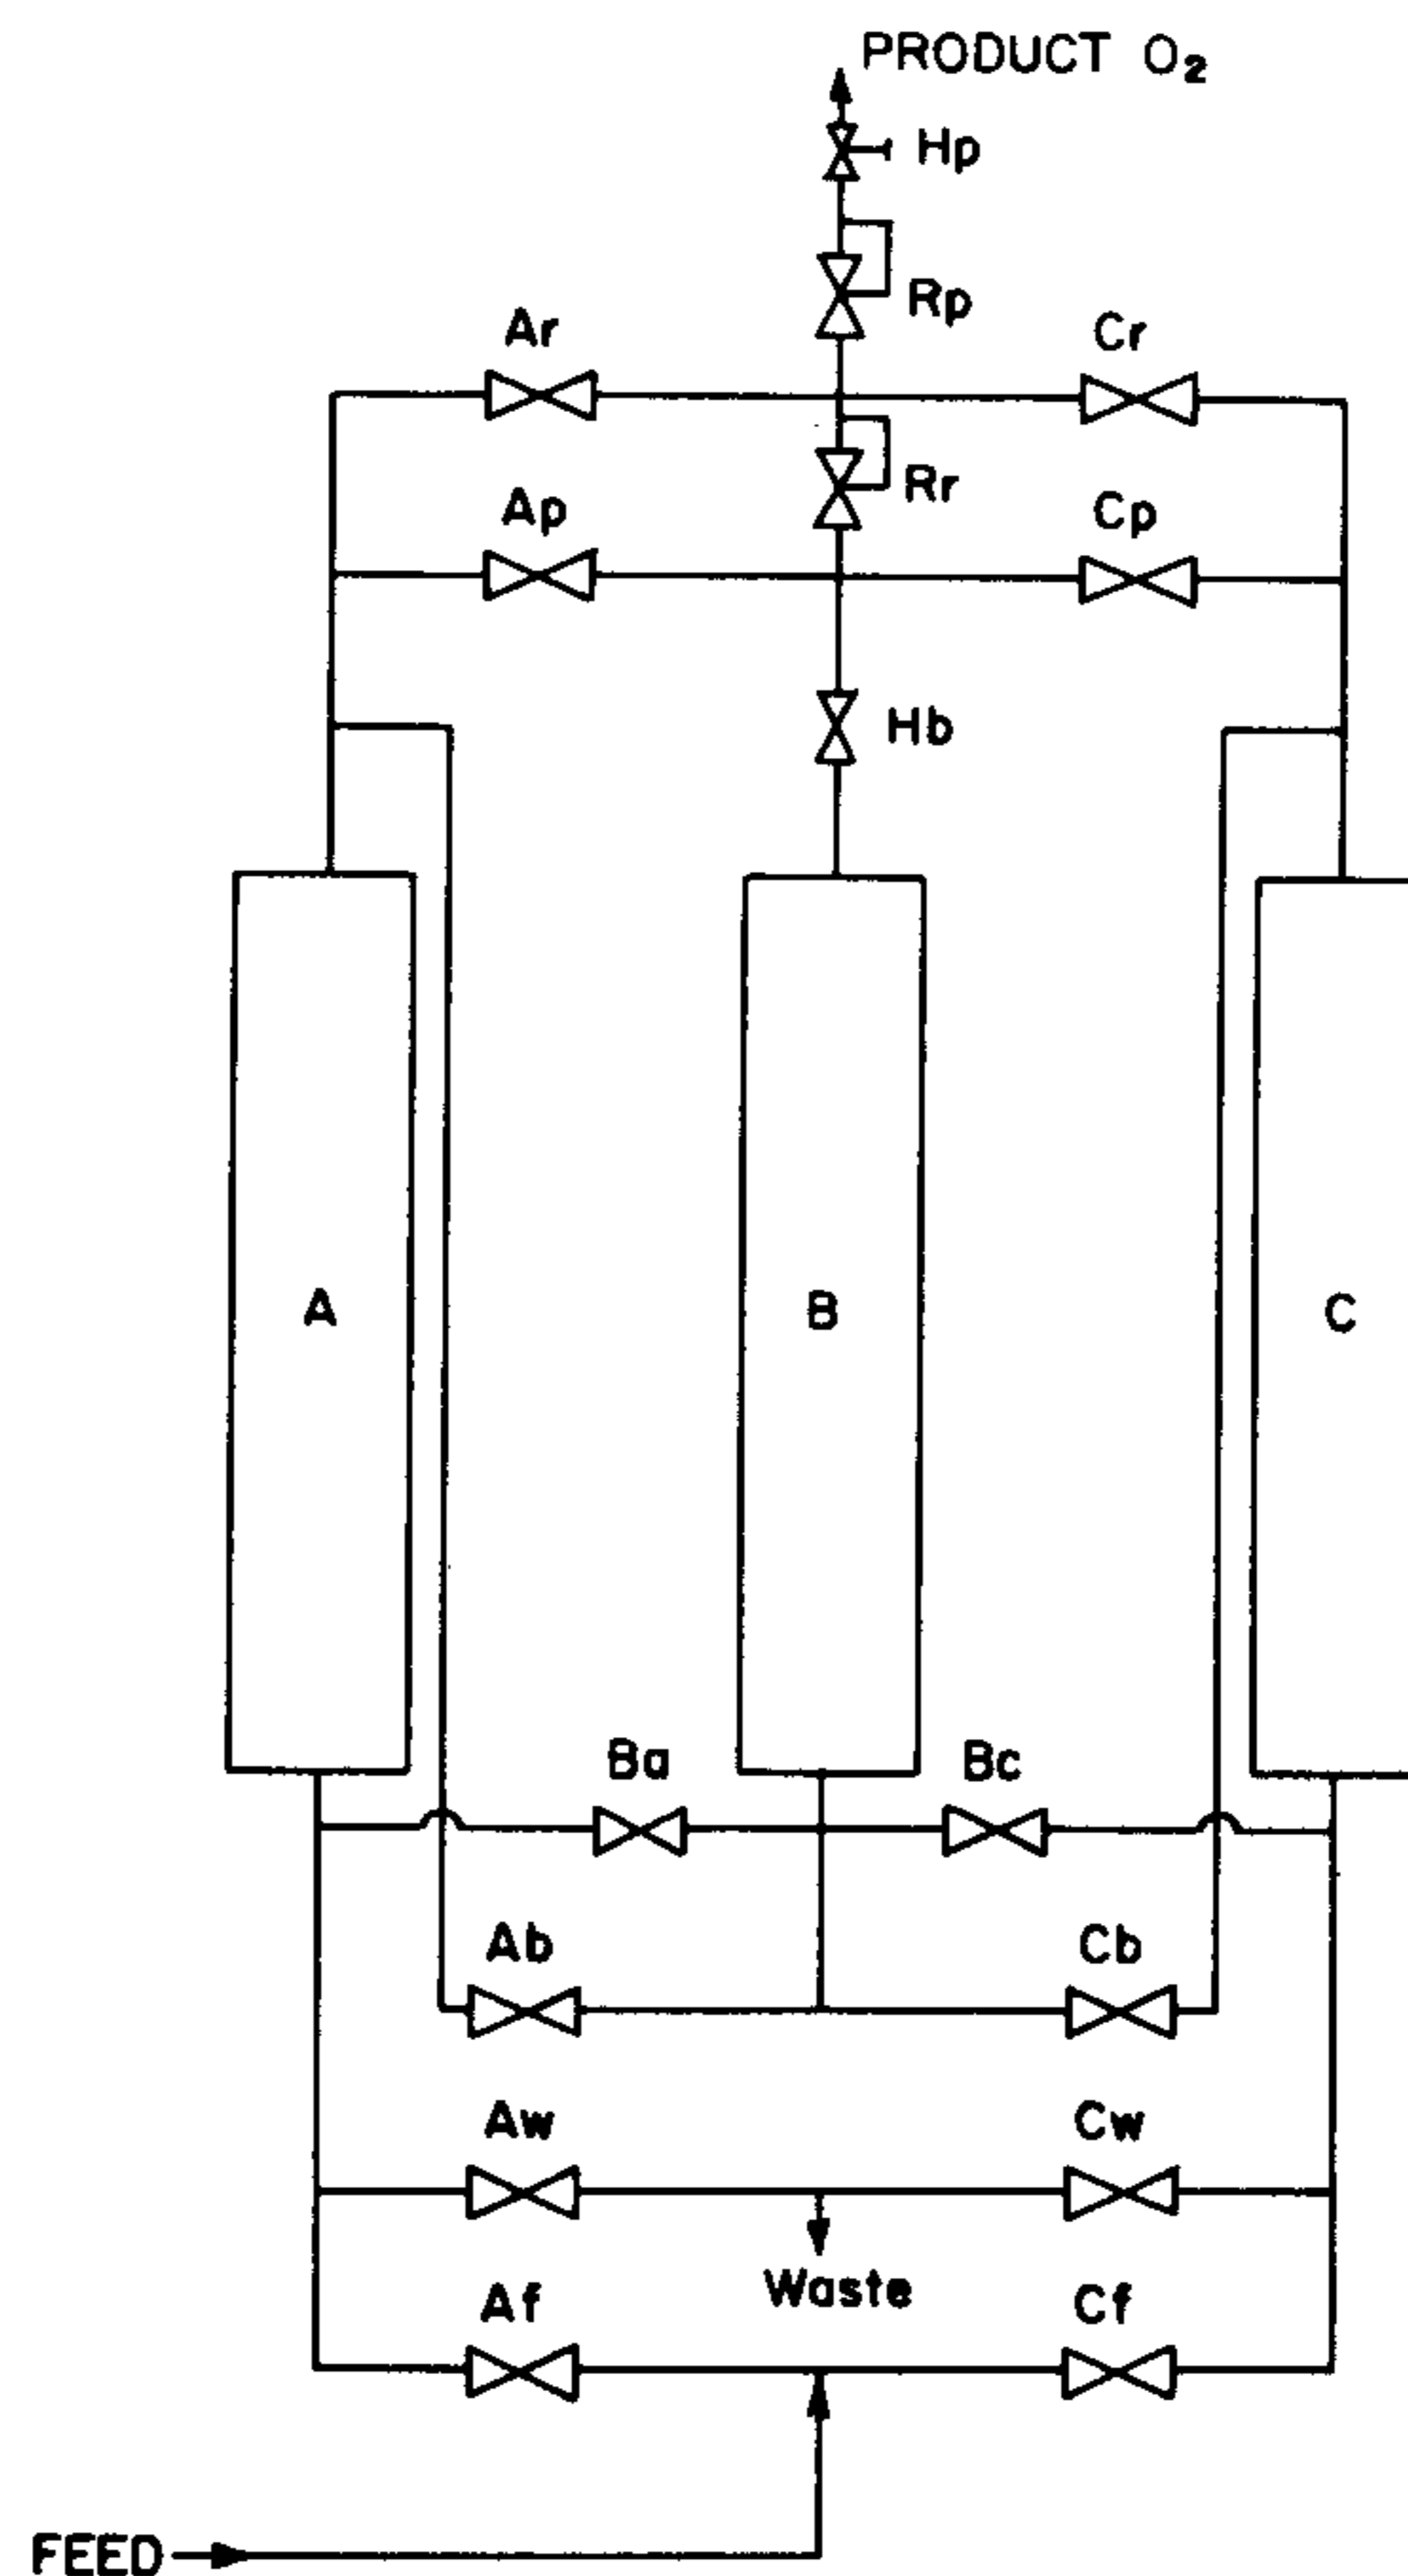 PRODUCT O₂
Hp
Rp
Ar
Cr
Rr
Ap
Cp
Hb
A
B
C
Ba
Bc
Ab
Cb
Aw
Cw
Waste
Af
Cf
FEED